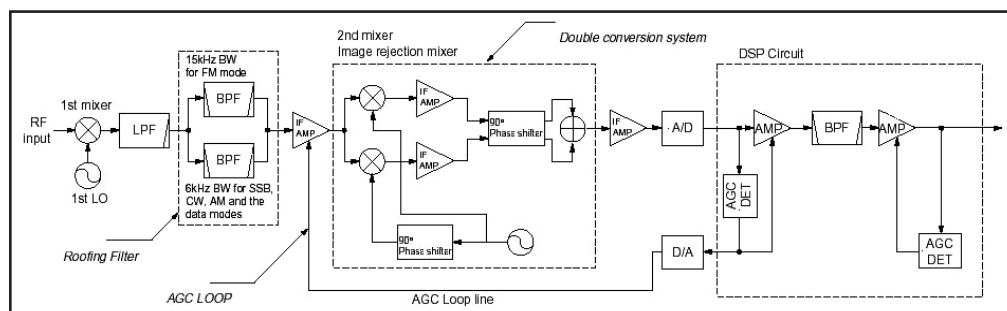 2nd mixer
Image rejection mixer
Double conversion system
DSP Circuit
15kHz BW
for FM mode
BPF
1st mixer
RF
input
LPF
1st LO
BPF
6kHz BW for SSB,
CW, AM and the
data modes
Roofing Filter
IF
AMP
IF
AMP
IF
AMP
90°
Phase shifter
90°
Phase shifter
IF
AMP
A/D
AMP
BPF
AMP
AGC
DET
AGC
DET
D/A
AGC LOOP
AGC Loop line